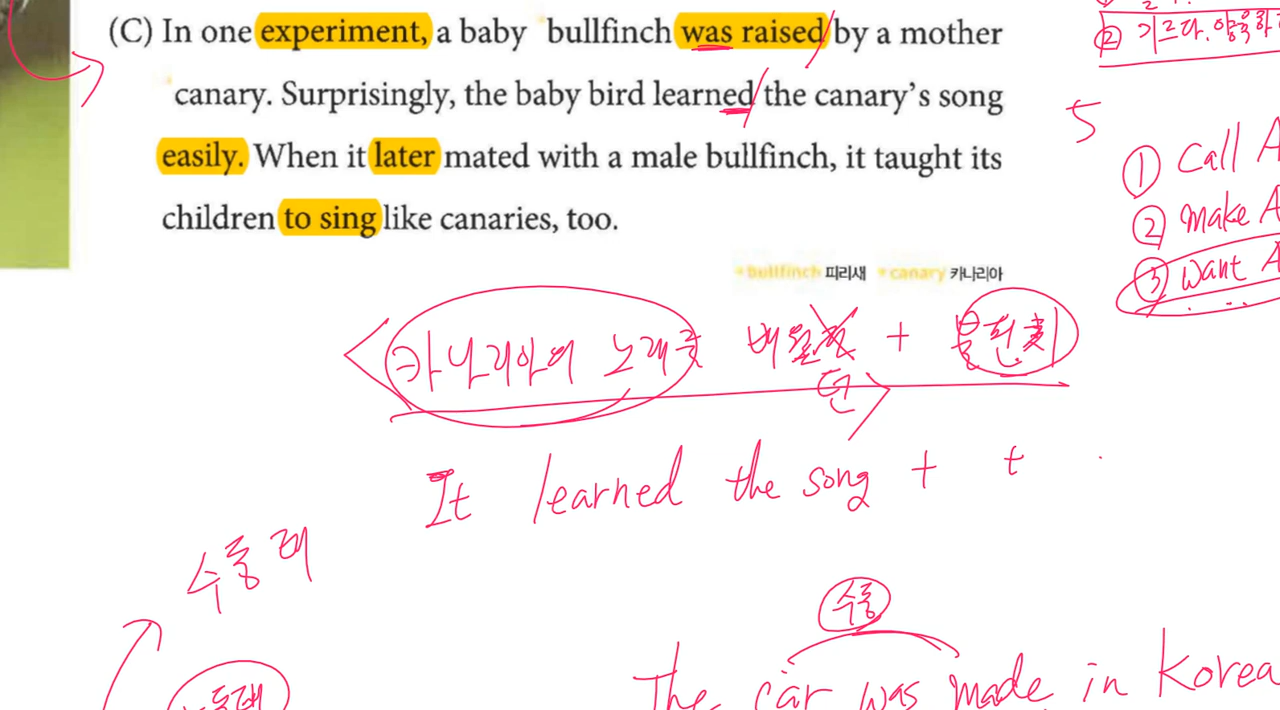 (C) In one experiment, a baby bullfinch was raised by a mother
canary. Surprisingly, the baby bird learned the canary's song
easily. When it later mated with a male bullfinch, it taught its
children to sing like canaries, too.
*bullfinch 피리새 *canary 카나리아
② 기르다. 양육하
5
① Call A
② make A
③ want A
카나리아의 노래를 +
It learned the song + t
수동태
수동
The car was made in Korea